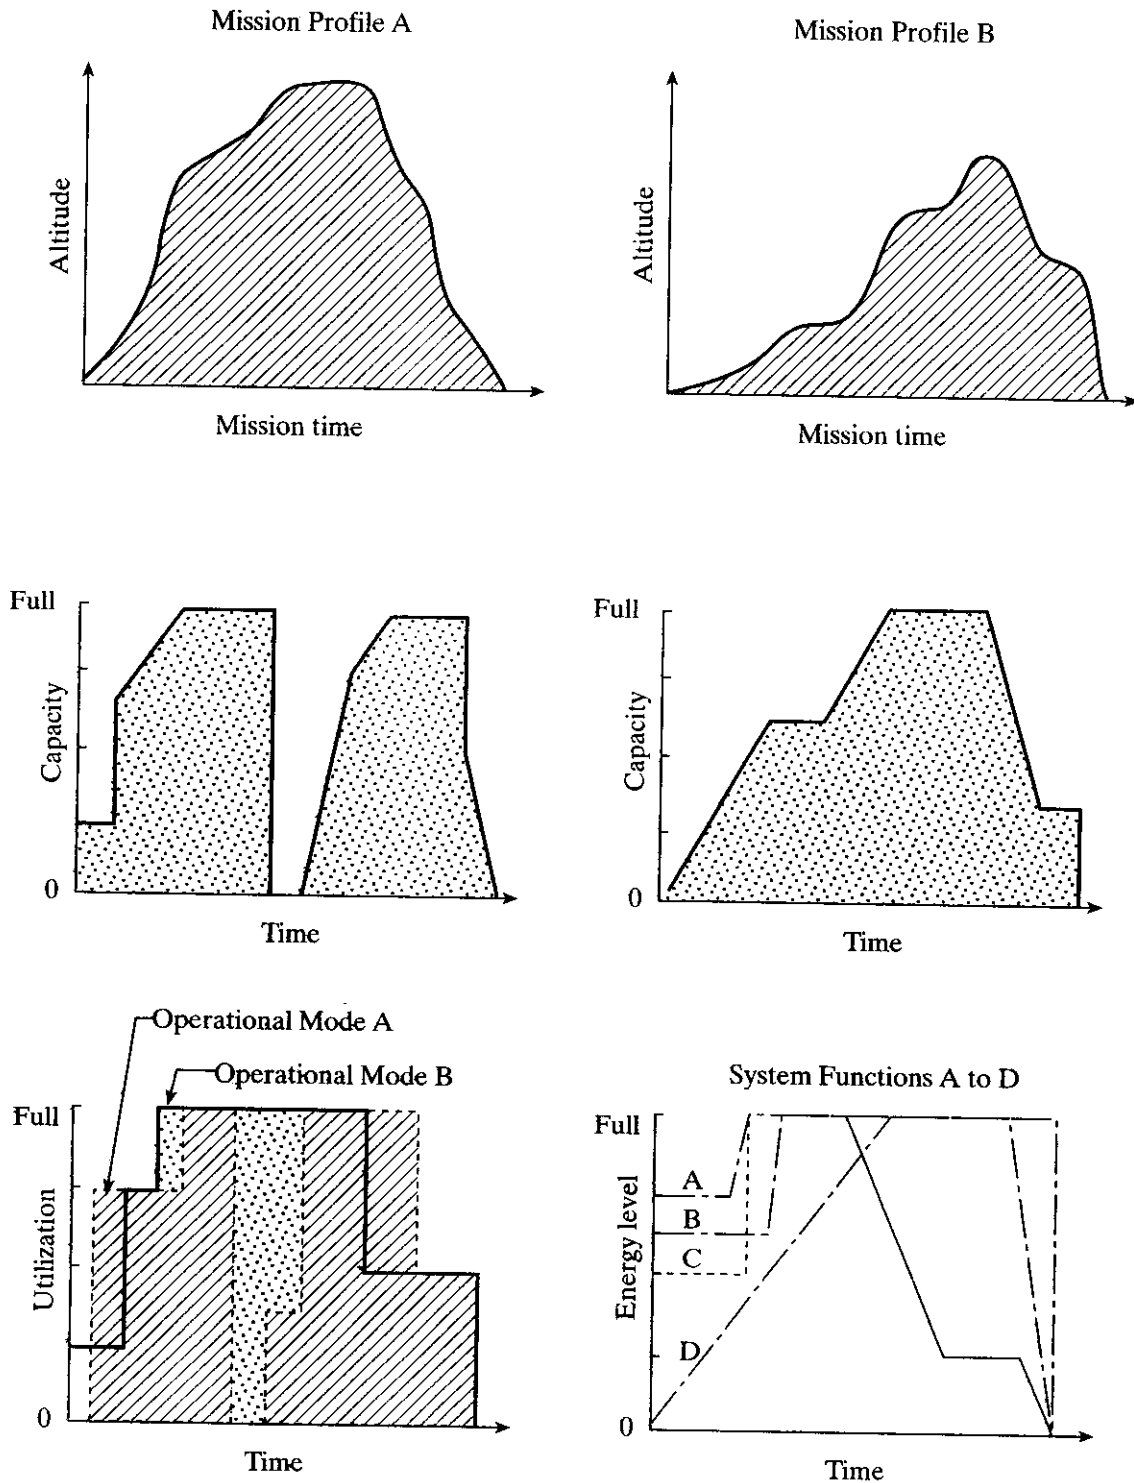 Mission Profile A
Mission Profile B
Altitude
Altitude
Mission time
Mission time
Full
Capacity
0
Time
Full
Capacity
0
Time
Operational Mode A
Operational Mode B
Full
Utilization
0
Time
System Functions A to D
Full
Energy level
A
B
C
D
0
Time